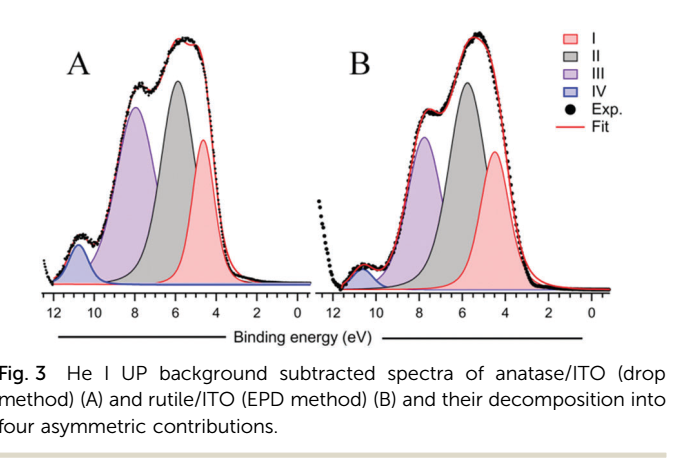 A
B
I
II
III
IV
Exp.
Fit
12 10 8 6 4 2 0
12 10 8 6 4 2 0
Binding energy (eV)
Fig. 3 He I UP background subtracted spectra of anatase/ITO (drop
method) (A) and rutile/ITO (EPD method) (B) and their decomposition into
four asymmetric contributions.